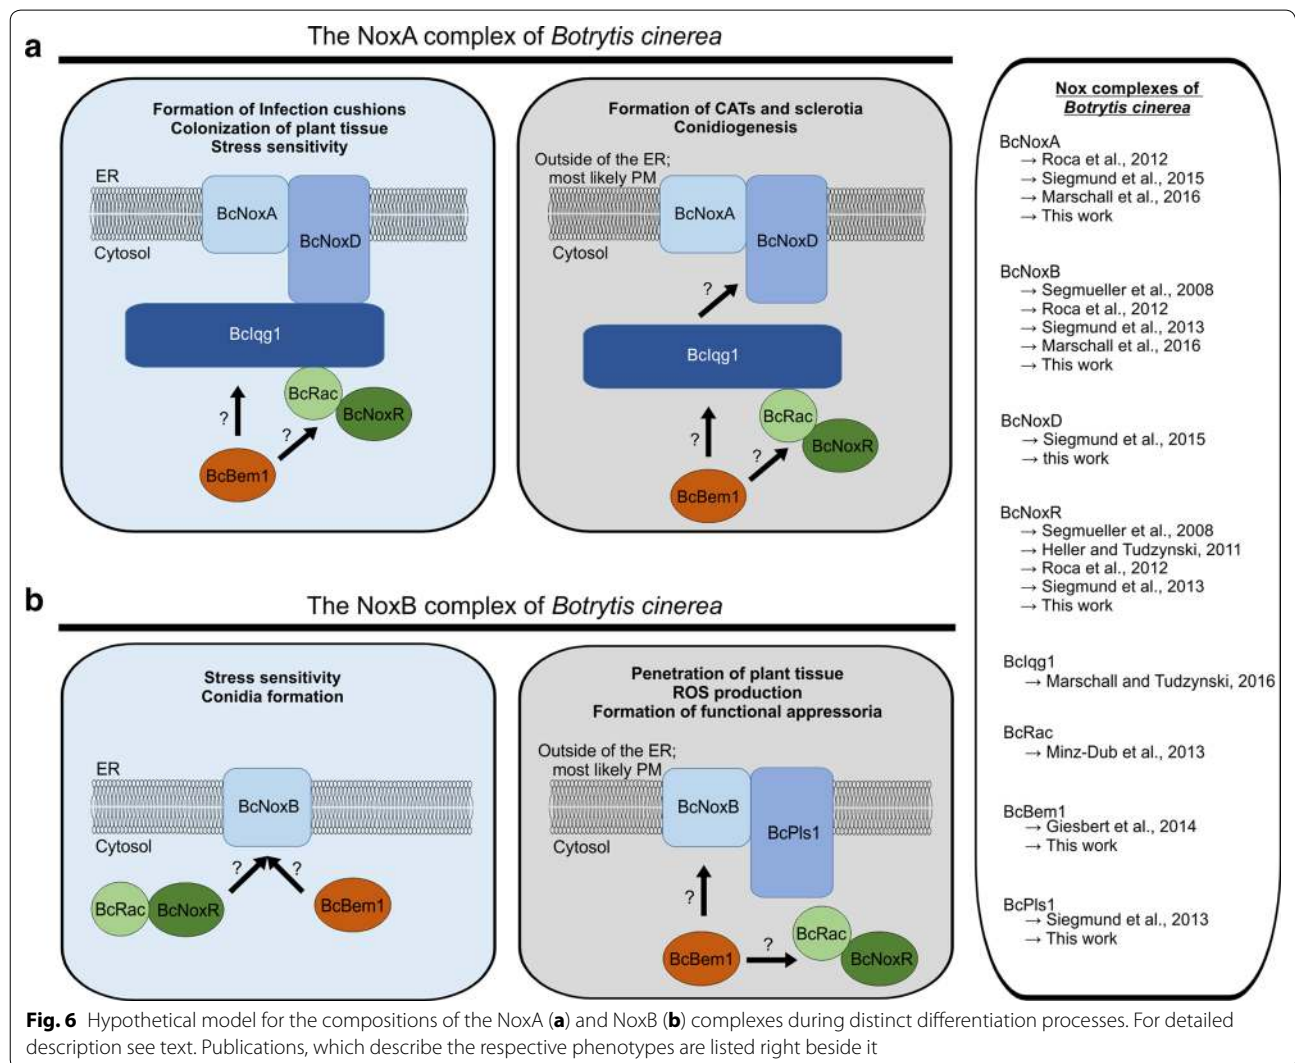 a
The NoxA complex of Botrytis cinerea
Formation of Infection cushions
Colonization of plant tissue
Stress sensitivity
ER
BcNoxA
BcNoxD
Cytosol
BcIqg1
?
BcRac
BcNoxR
?
BcBem1
Formation of CATs and sclerotia
Conidiogenesis
Outside of the ER;
most likely PM
BcNoxA
BcNoxD
Cytosol
?
BcIqg1
BcRac
BcNoxR
?
?
BcBem1
b
The NoxB complex of Botrytis cinerea
Stress sensitivity
Conidia formation
ER
BcNoxB
Cytosol
?
?
BcRac
BcNoxR
BcBem1
Penetration of plant tissue
ROS production
Formation of functional appressoria
Outside of the ER;
most likely PM
BcNoxB
BcPls1
Cytosol
?
BcRac
BcNoxR
?
BcBem1
Nox complexes of
Botrytis cinerea
BcNoxA
→ Roca et al., 2012
→ Siegmund et al., 2015
→ Marschall et al., 2016
→ This work
BcNoxB
→ Segmueller et al., 2008
→ Roca et al., 2012
→ Siegmund et al., 2013
→ Marschall et al., 2016
→ This work
BcNoxD
→ Siegmund et al., 2015
→ this work
BcNoxR
→ Segmueller et al., 2008
→ Heller and Tudzynski, 2011
→ Roca et al., 2012
→ Siegmund et al., 2013
→ This work
BcIqg1
→ Marschall and Tudzynski, 2016
BcRac
→ Minz-Dub et al., 2013
BcBem1
→ Giesbert et al., 2014
→ This work
BcPls1
→ Siegmund et al., 2013
→ This work
Fig. 6 Hypothetical model for the compositions of the NoxA (a) and NoxB (b) complexes during distinct differentiation processes. For detailed
description see text. Publications, which describe the respective phenotypes are listed right beside it